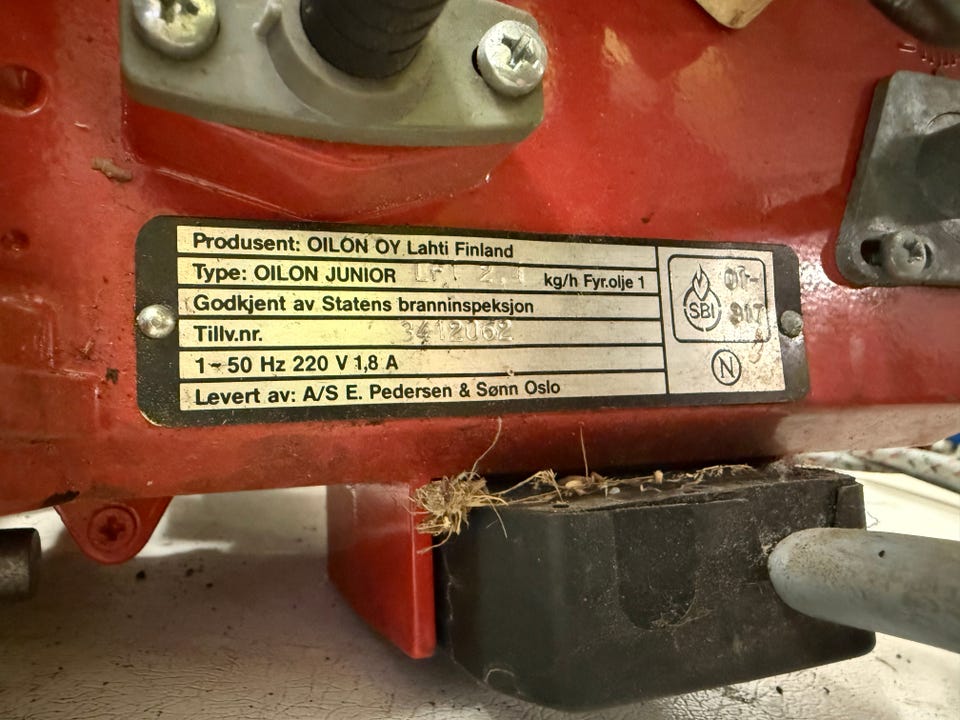 Produsent: OILON OY Lahti Finland
Type: OILON JUNIOR kg/h Fyr.olje 1
Godkjent av Statens branninspeksjon
Tillv.nr. 3412062
1~ 50 Hz 220 V 1,8 A
Levert av: A/S E. Pedersen & Sønn Oslo
SBI
N